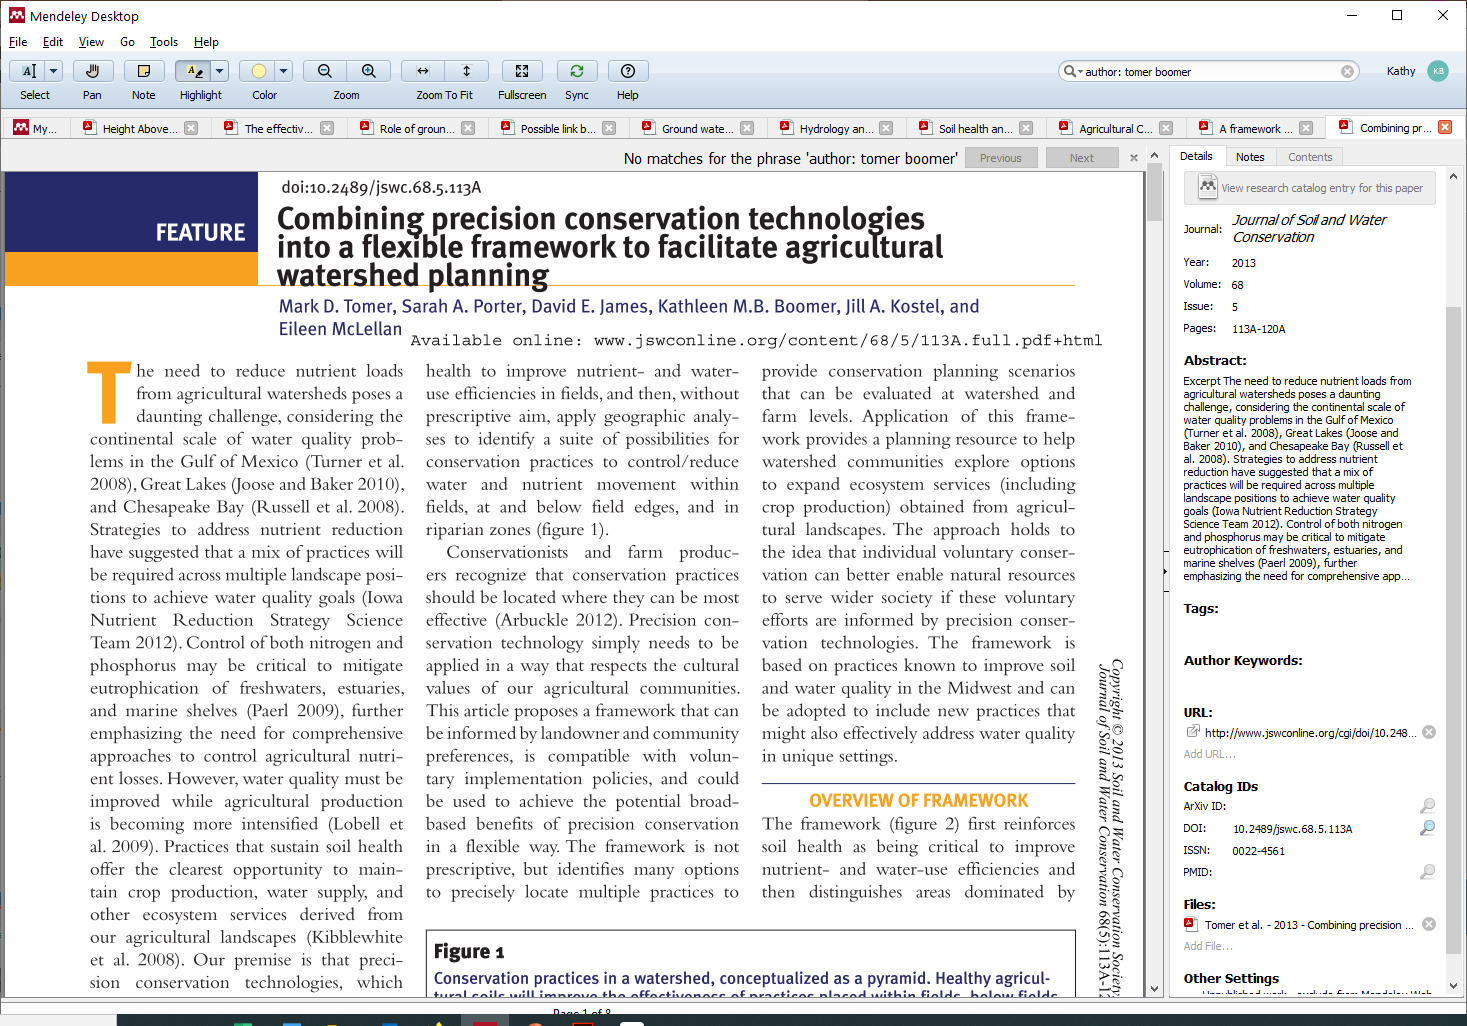 Mendeley Desktop
File Edit View Go Tools Help
author: tomer boomer
Kathy KB
Select Pan Note Highlight Color Zoom Zoom To Fit Fullscreen Sync Help
My... Height Above... The effectiv... Role of groun... Possible link b... Ground wate... Hydrology an... Soil health an... Agricultural C... A framework ... Combining pr...
No matches for the phrase 'author: tomer boomer' Previous Next
doi:10.2489/jswc.68.5.113A
FEATURE
Combining precision conservation technologies
into a flexible framework to facilitate agricultural
watershed planning
Mark D. Tomer, Sarah A. Porter, David E. James, Kathleen M.B. Boomer, Jill A. Kostel, and
Eileen McLellan
Available online: www.jswconline.org/content/68/5/113A.full.pdf+html
The need to reduce nutrient loads
from agricultural watersheds poses a
daunting challenge, considering the
continental scale of water quality prob-
lems in the Gulf of Mexico (Turner et al.
2008), Great Lakes (Joose and Baker 2010),
and Chesapeake Bay (Russell et al. 2008).
Strategies to address nutrient reduction
have suggested that a mix of practices will
be required across multiple landscape posi-
tions to achieve water quality goals (Iowa
Nutrient Reduction Strategy Science
Team 2012). Control of both nitrogen and
phosphorus may be critical to mitigate
eutrophication of freshwaters, estuaries,
and marine shelves (Paerl 2009), further
emphasizing the need for comprehensive
approaches to control agricultural nutri-
ent losses. However, water quality must be
improved while agricultural production
is becoming more intensified (Lobell et
al. 2009). Practices that sustain soil health
offer the clearest opportunity to main-
tain crop production, water supply, and
other ecosystem services derived from
our agricultural landscapes (Kibblewhite
et al. 2008). Our premise is that preci-
sion conservation technologies, which
health to improve nutrient- and water-
use efficiencies in fields, and then, without
prescriptive aim, apply geographic analy-
ses to identify a suite of possibilities for
conservation practices to control/reduce
water and nutrient movement within
fields, at and below field edges, and in
riparian zones (figure 1).
Conservationists and farm produc-
ers recognize that conservation practices
should be located where they can be most
effective (Arbuckle 2012). Precision con-
servation technology simply needs to be
applied in a way that respects the cultural
values of our agricultural communities.
This article proposes a framework that can
be informed by landowner and community
preferences, is compatible with volun-
tary implementation policies, and could
be used to achieve the potential broad-
based benefits of precision conservation
in a flexible way. The framework is not
prescriptive, but identifies many options
to precisely locate multiple practices to
provide conservation planning scenarios
that can be evaluated at watershed and
farm levels. Application of this frame-
work provides a planning resource to help
watershed communities explore options
to expand ecosystem services (including
crop production) obtained from agricul-
tural landscapes. The approach holds to
the idea that individual voluntary conser-
vation can better enable natural resources
to serve wider society if these voluntary
efforts are informed by precision conser-
vation technologies. The framework is
based on practices known to improve soil
and water quality in the Midwest and can
be adopted to include new practices that
might also effectively address water quality
in unique settings.
OVERVIEW OF FRAMEWORK
The framework (figure 2) first reinforces
soil health as being critical to improve
nutrient- and water-use efficiencies and
then distinguishes areas dominated by
Figure 1
Conservation practices in a watershed, conceptualized as a pyramid. Healthy agricul-
tural soils will improve the effectiveness of practices placed within fields, below fields
Copyright © 2013 Soil and Water Conservation Society.
Journal of Soil and Water Conservation 68(5):113A-12
Page 1 of 8
Details Notes Contents
View research catalog entry for this paper
Journal: Journal of Soil and Water
Conservation
Year: 2013
Volume: 68
Issue: 5
Pages: 113A-120A
Abstract:
Excerpt The need to reduce nutrient loads from
agricultural watersheds poses a daunting
challenge, considering the continental scale of
water quality problems in the Gulf of Mexico
(Turner et al. 2008), Great Lakes (Joose and
Baker 2010), and Chesapeake Bay (Russell et
al. 2008). Strategies to address nutrient
reduction have suggested that a mix of
practices will be required across multiple
landscape positions to achieve water quality
goals (Iowa Nutrient Reduction Strategy
Science Team 2012). Control of both nitrogen
and phosphorus may be critical to mitigate
eutrophication of freshwaters, estuaries, and
marine shelves (Paerl 2009), further
emphasizing the need for comprehensive app...
Tags:
Author Keywords:
URL:
http://www.jswconline.org/cgi/doi/10.248...
Add URL...
Catalog IDs
ArXiv ID:
DOI: 10.2489/jswc.68.5.113A
ISSN: 0022-4561
PMID:
Files:
Tomer et al. - 2013 - Combining precision ...
Add File...
Other Settings
Unpublished work - exclude from Mendeley Web